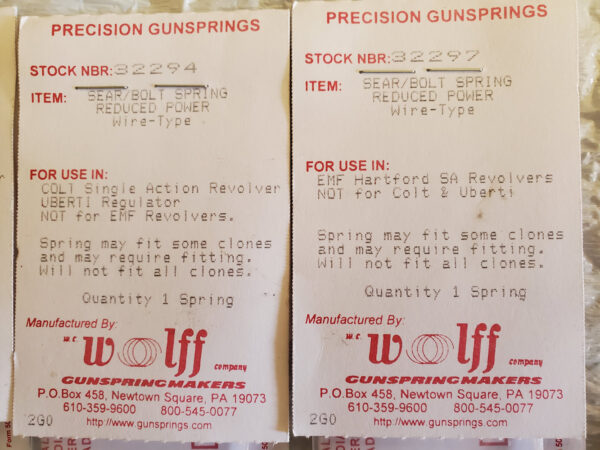 PRECISION GUNSPRINGS
STOCK NBR:32294
ITEM: SEAR/BOLT SPRING
REDUCED POWER
Wire-Type
FOR USE IN:
COLT Single Action Revolver
UBERTI Regulator
NOT for EMF Revolvers.
Spring may fit some clones
and may require fitting.
Will not fit all clones.
Quantity 1 Spring
Manufactured By:
W.C. Wolff company
GUNSPRINGMAKERS
P.O.Box 458, Newtown Square, PA 19073
610-359-9600 800-545-0077
2G0 http://www.gunsprings.com
PRECISION GUNSPRINGS
STOCK NBR:32297
ITEM: SEAR/BOLT SPRING
REDUCED POWER
Wire-Type
FOR USE IN:
EMF Hartford SA Revolvers
NOT for Colt & Uberti
Spring may fit some clones
and may require fitting.
Will not fit all clones.
Quantity 1 Spring
Manufactured By:
W.C. Wolff company
GUNSPRINGMAKERS
P.O.Box 458, Newtown Square, PA 19073
610-359-9600 800-545-0077
2G0 http://www.gunsprings.com